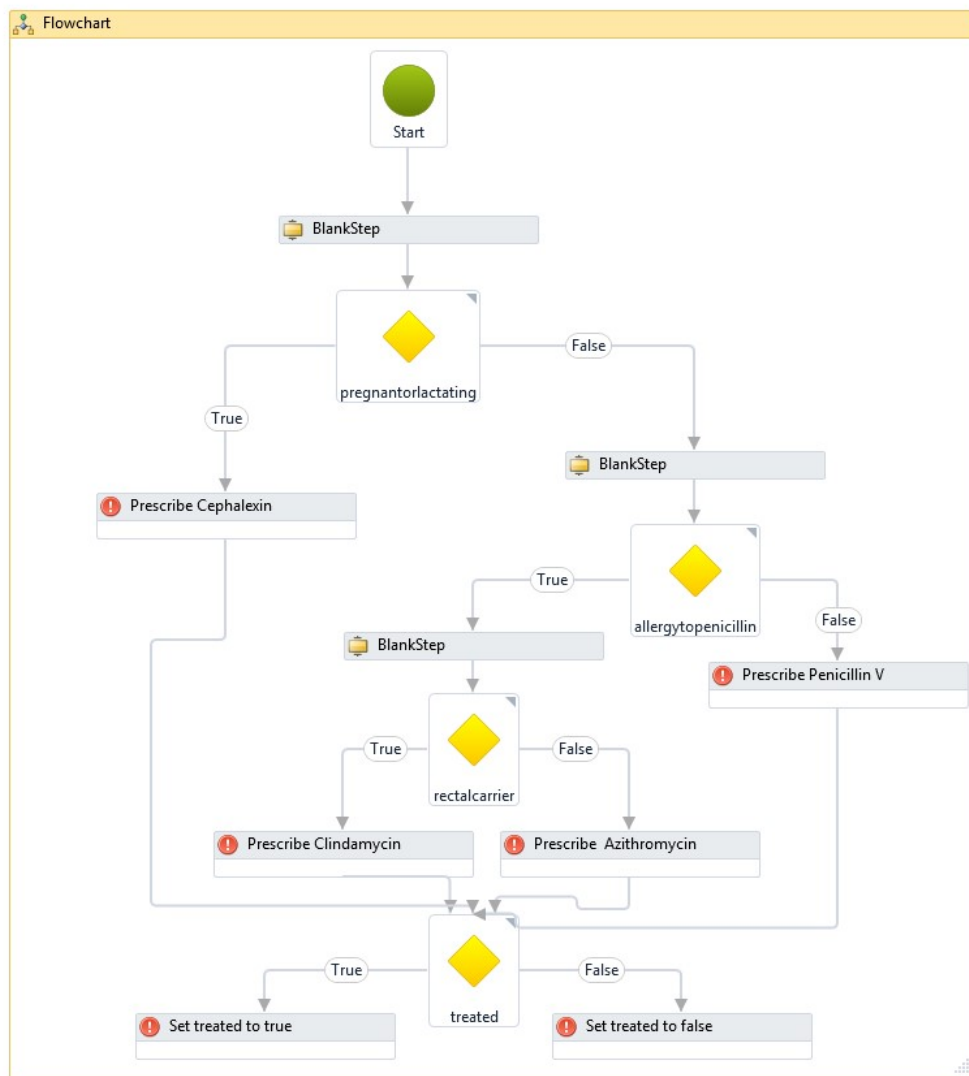 Flowchart
Start
BlankStep
pregnantorlactating
False
True
BlankStep
Prescribe Cephalexin
allergytopenicillin
True
False
BlankStep
Prescribe Penicillin V
rectalcarrier
True
False
Prescribe Clindamycin
Prescribe  Azithromycin
treated
True
False
Set treated to true
Set treated to false